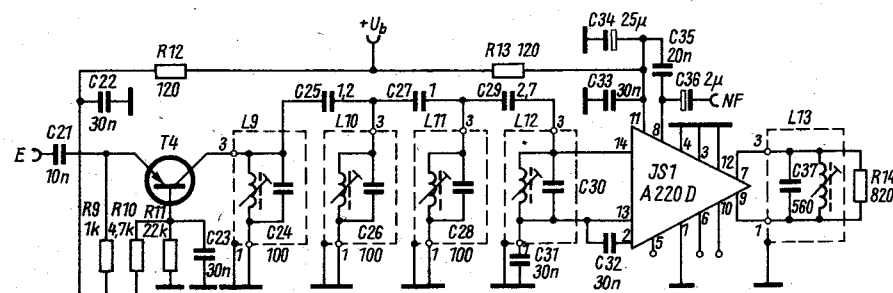 +Ub
C34 25µ
R12
120
R13 120
C35
20n
C22
30n
C25
1,2
C27 1
C29 2,7
C33
30n
C36 2µ
NF
C21
E
10n
T4
3
L9
L10 3
L11 3
L12 3
11
8
4
3
12
L13
3
14
JS1
A220D
7
9
C37
560
R14
820
C30
R9
1k
R10
4,7k
R11
22k
C23
30n
1
C24
100
1
C26
100
1
C28
100
1
C31
30n
C32
30n
13
2
5
1
6
10
1